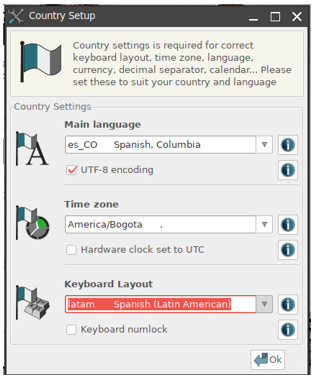 Country Setup
Country settings is required for correct
keyboard layout, time zone, language,
currency, decimal separator, calendar... Please
set these to suit your country and language
Country Settings
Main language
es_CO Spanish, Columbia
UTF-8 encoding
Time zone
America/Bogota .
Hardware clock set to UTC
Keyboard Layout
latam Spanish (Latin American)
Keyboard numlock
Ok